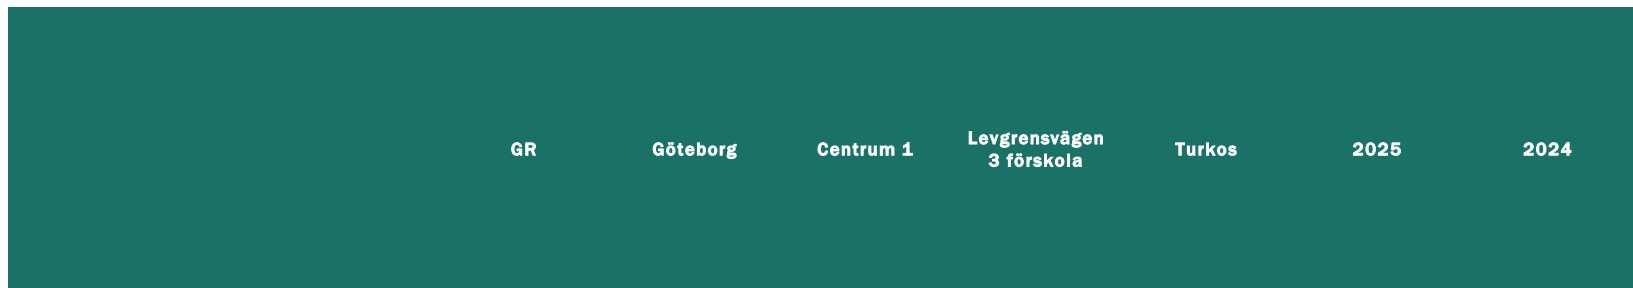 GR
Göteborg
Centrum 1
Levgrensvägen
3 förskola
Turkos
2025
2024